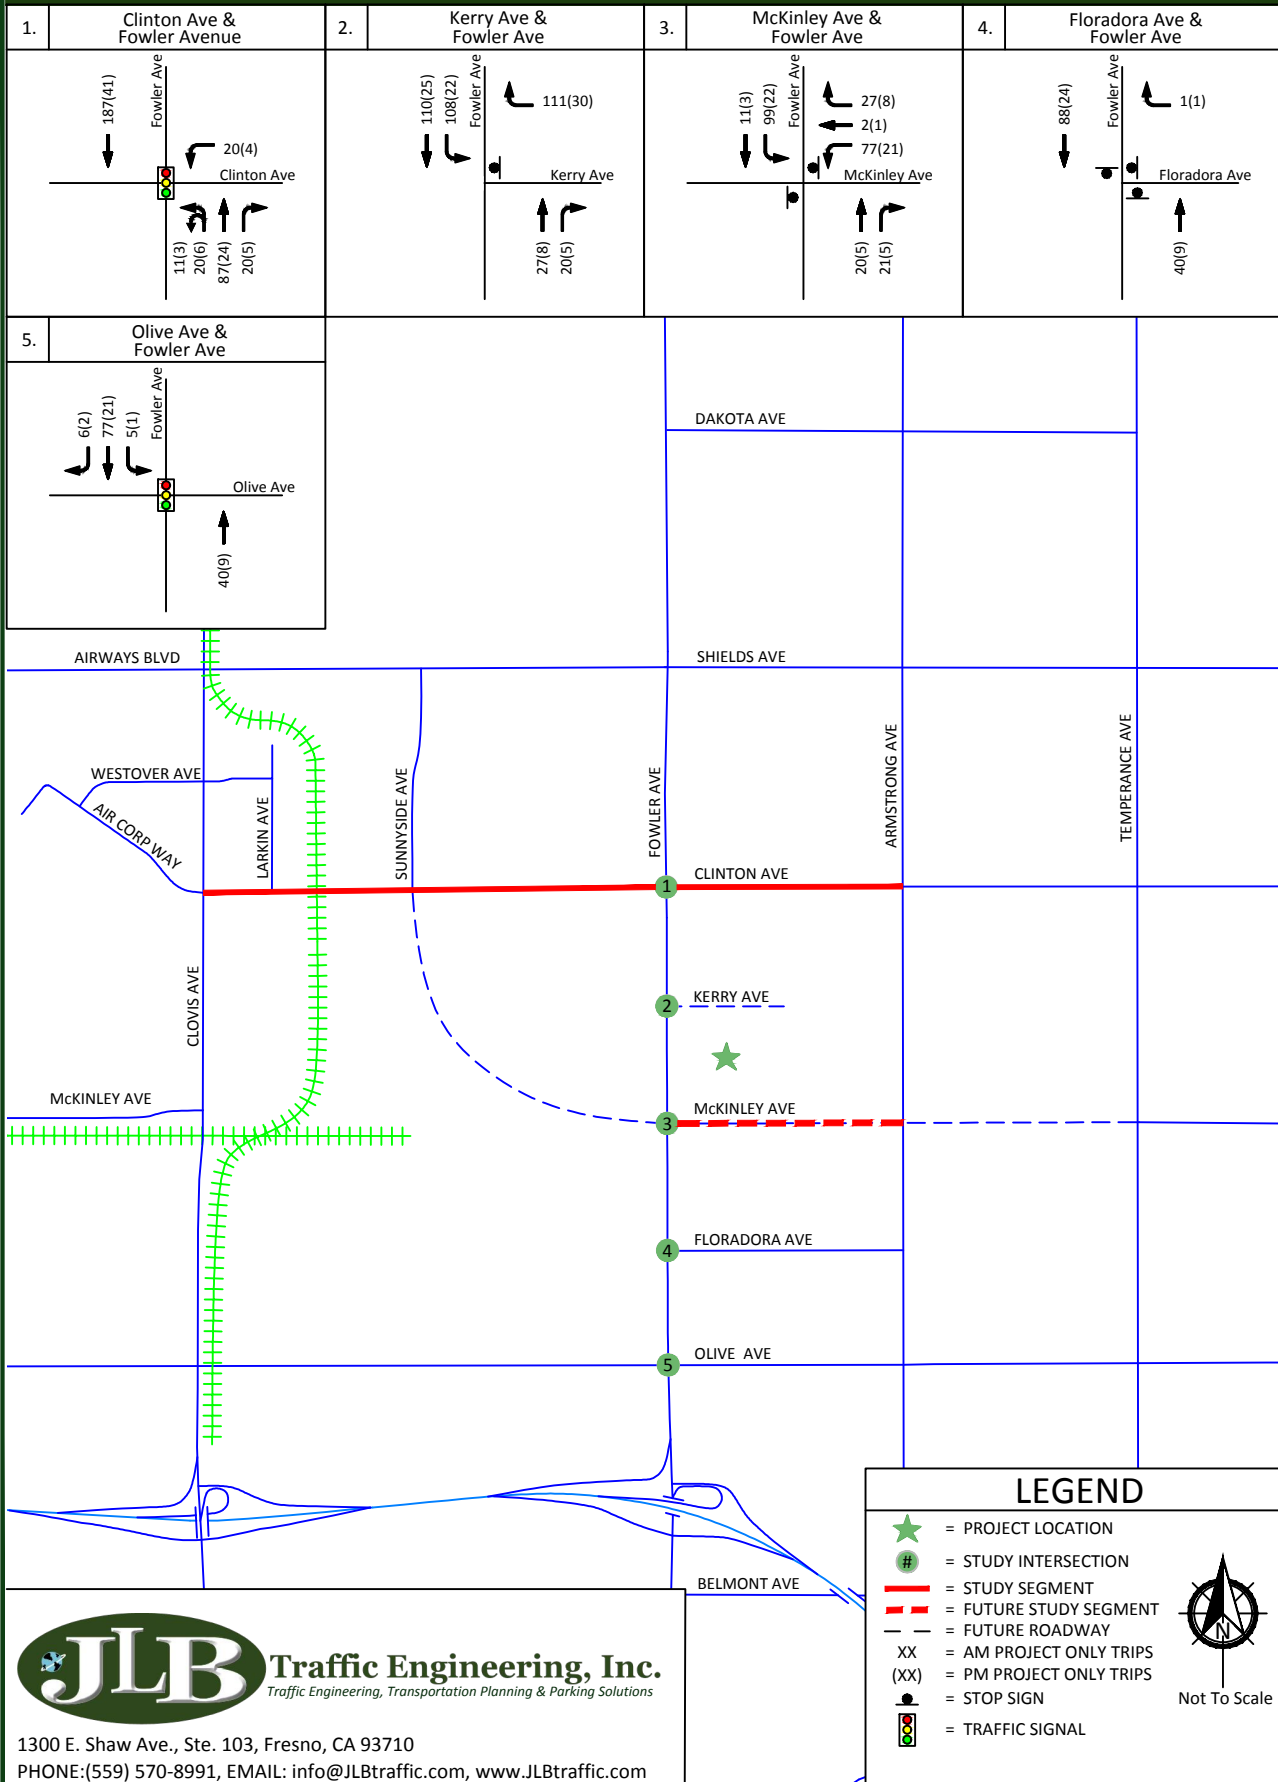 1.
Clinton Ave &
Fowler Avenue
187(41)
Fowler Ave
20(4)
Clinton Ave
11(3)
20(6)
87(24)
20(5)
2.
Kerry Ave &
Fowler Ave
110(25)
108(22)
Fowler Ave
111(30)
Kerry Ave
27(8)
20(5)
3.
McKinley Ave &
Fowler Ave
11(3)
99(22)
Fowler Ave
27(8)
2(1)
77(21)
McKinley Ave
20(5)
21(5)
4.
Floradora Ave &
Fowler Ave
88(24)
Fowler Ave
1(1)
Floradora Ave
40(9)
5.
Olive Ave &
Fowler Ave
6(2)
77(21)
5(1)
Fowler Ave
Olive Ave
40(9)
DAKOTA AVE
AIRWAYS BLVD
SHIELDS AVE
WESTOVER AVE
AIR CORP WAY
LARKIN AVE
SUNNYSIDE AVE
FOWLER AVE
ARMSTRONG AVE
TEMPERANCE AVE
1
CLINTON AVE
CLOVIS AVE
2
KERRY AVE
McKINLEY AVE
3
McKINLEY AVE
4
FLORADORA AVE
5
OLIVE AVE
BELMONT AVE
LEGEND
= PROJECT LOCATION
# = STUDY INTERSECTION
= STUDY SEGMENT
= FUTURE STUDY SEGMENT
= FUTURE ROADWAY
XX = AM PROJECT ONLY TRIPS
(XX) = PM PROJECT ONLY TRIPS
= STOP SIGN
= TRAFFIC SIGNAL
N
Not To Scale
JLB
Traffic Engineering, Inc.
Traffic Engineering, Transportation Planning & Parking Solutions
1300 E. Shaw Ave., Ste. 103, Fresno, CA 93710
PHONE:(559) 570-8991, EMAIL: info@JLBtraffic.com, www.JLBtraffic.com